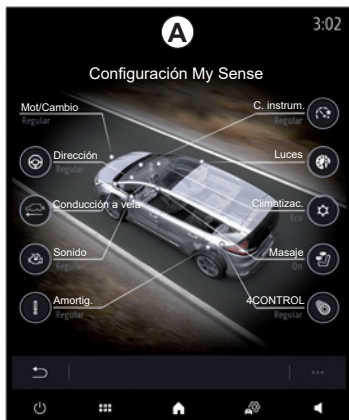 A
3:02
Configuración My Sense
Mot/Cambio
Regular
C. instrum.
Regular
Dirección
Regular
Luces
Conducción a vela
Climatizac.
Eco
Sonido
Regular
Masaje
On
Amortig.
Regular
4CONTROL
Regular